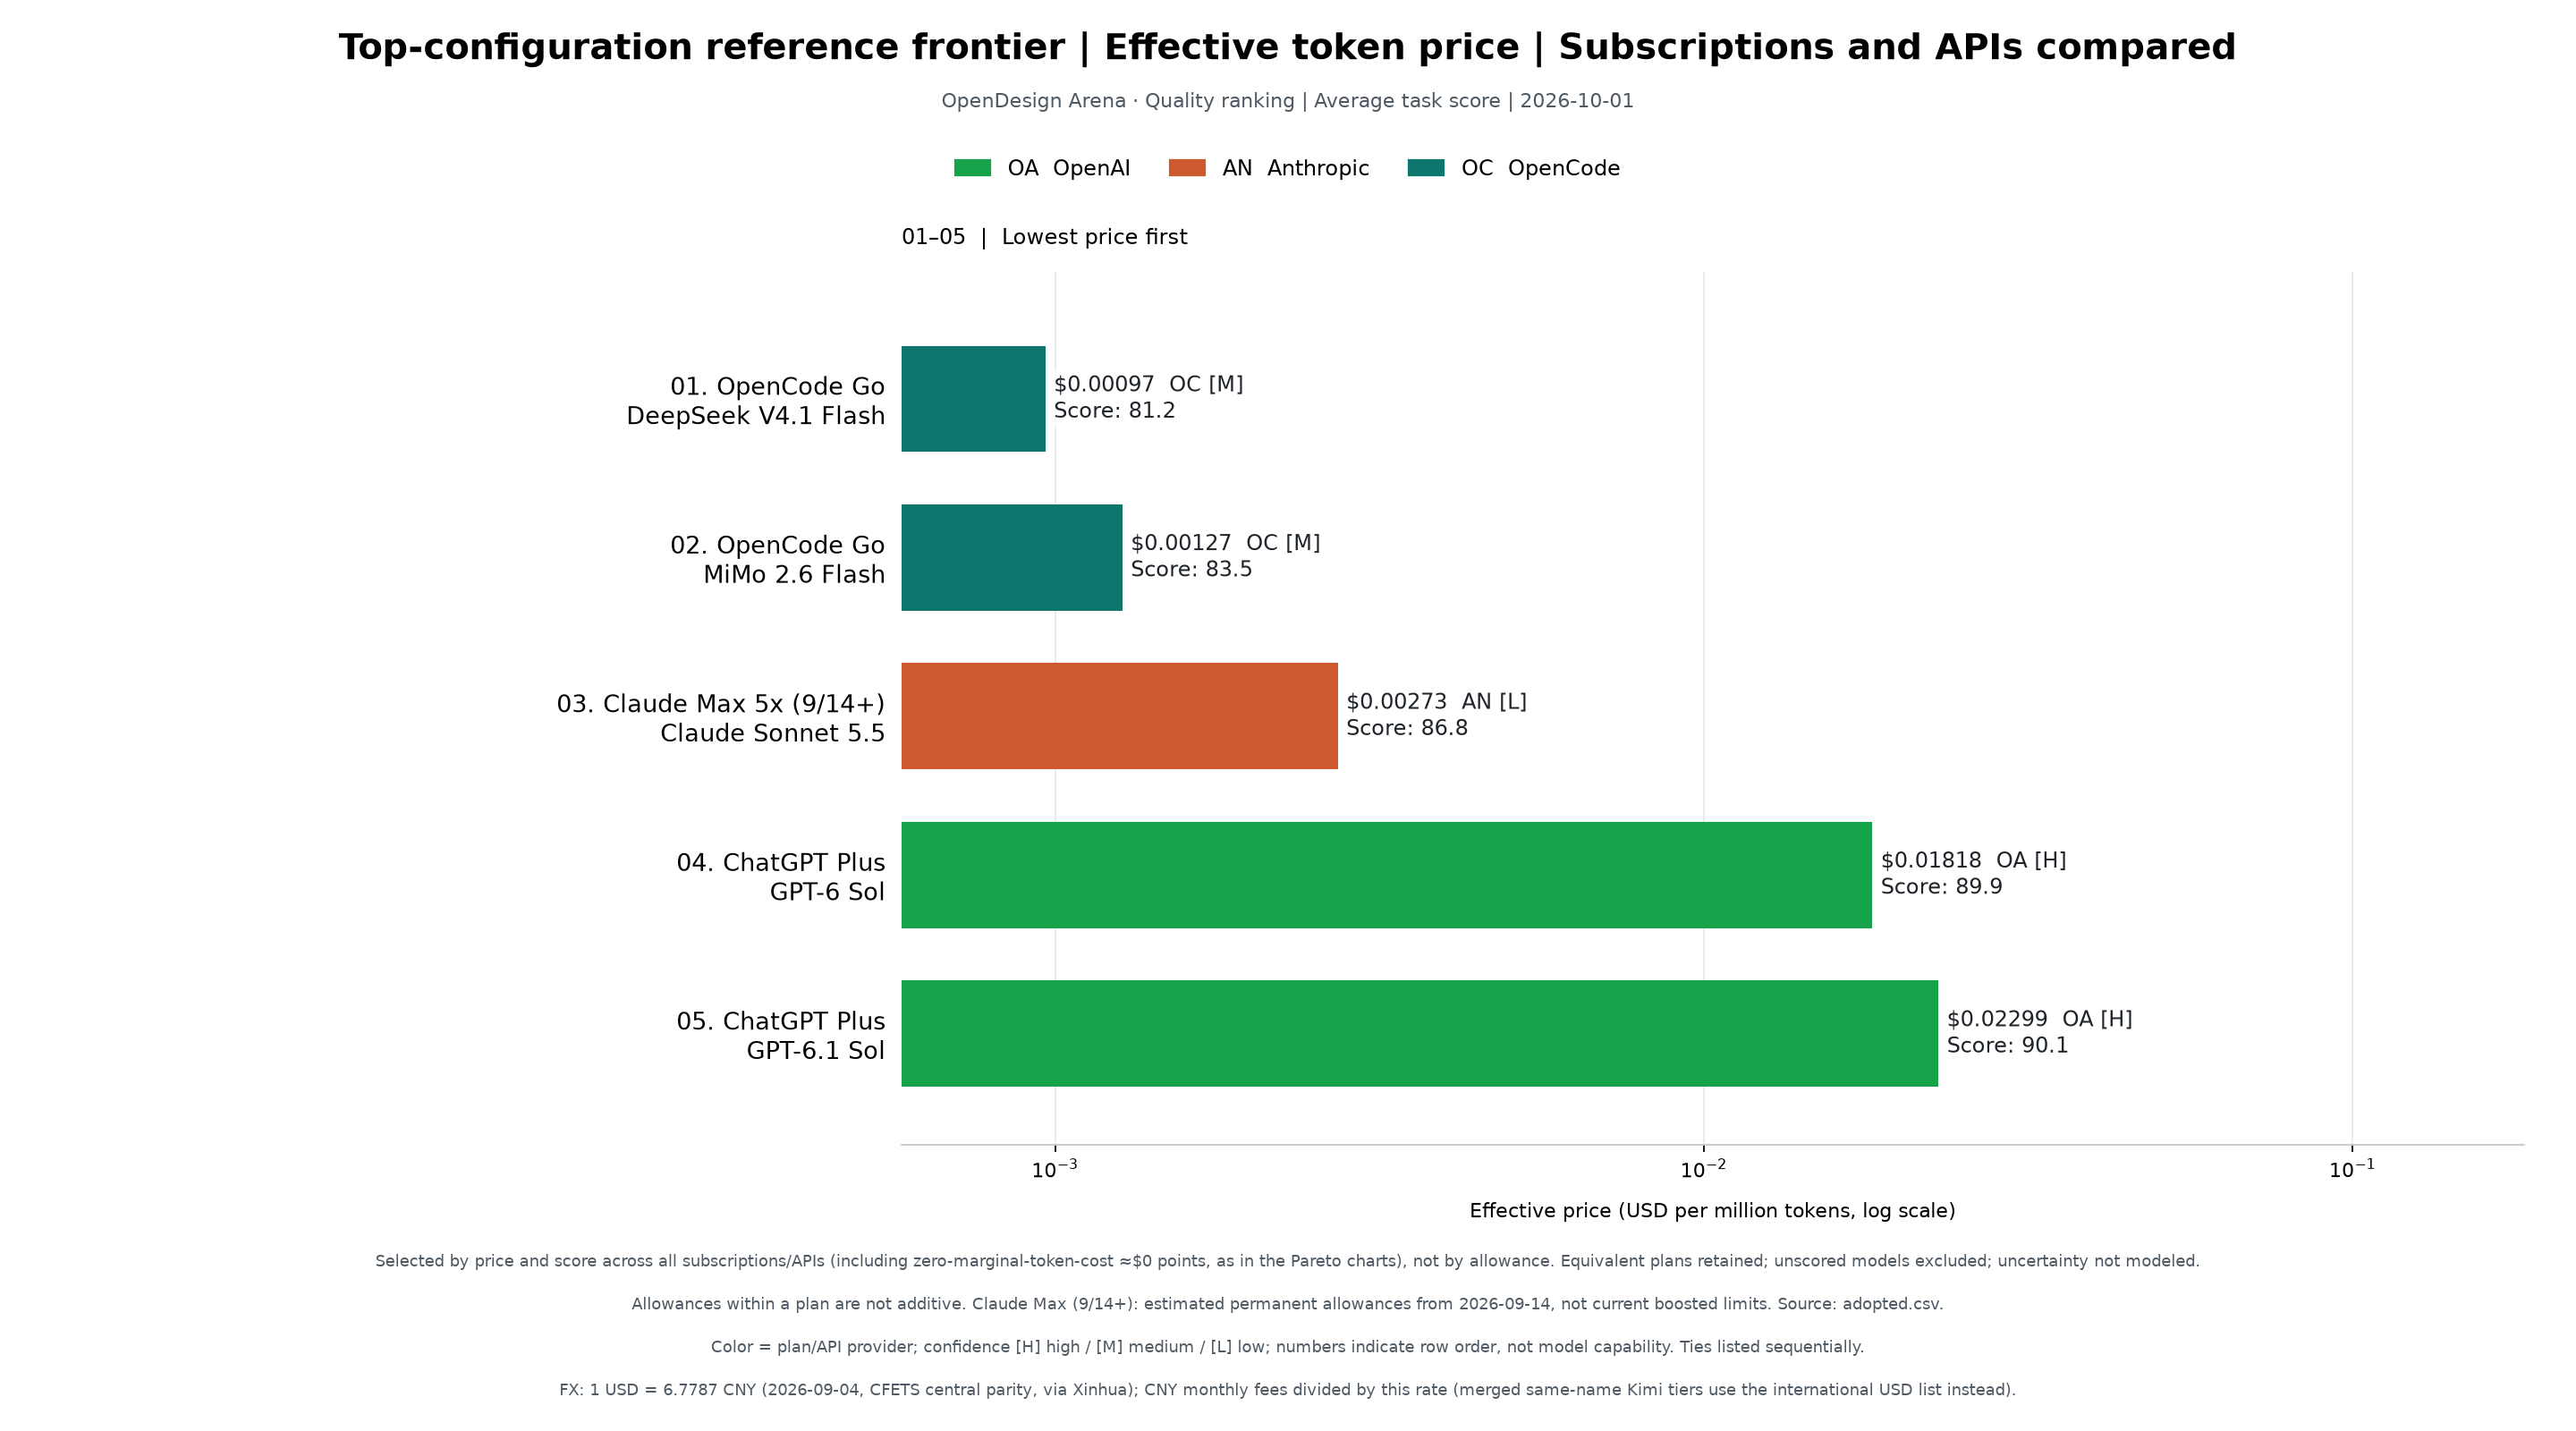 Top-configuration reference frontier | Effective token price | Subscriptions and APIs compared
OpenDesign Arena · Quality ranking | Average task score | 2026-10-01
OA OpenAI AN Anthropic OC OpenCode
01–05 | Lowest price first
01. OpenCode Go
DeepSeek V4.1 Flash
$0.00097 OC [M]
Score: 81.2
02. OpenCode Go
MiMo 2.6 Flash
$0.00127 OC [M]
Score: 83.5
03. Claude Max 5x (9/14+)
Claude Sonnet 5.5
$0.00273 AN [L]
Score: 86.8
04. ChatGPT Plus
GPT-6 Sol
$0.01818 OA [H]
Score: 89.9
05. ChatGPT Plus
GPT-6.1 Sol
$0.02299 OA [H]
Score: 90.1
10⁻³ 10⁻² 10⁻¹
Effective price (USD per million tokens, log scale)
Selected by price and score across all subscriptions/APIs (including zero-marginal-token-cost ≈$0 points, as in the Pareto charts), not by allowance. Equivalent plans retained; unscored models excluded; uncertainty not modeled.
Allowances within a plan are not additive. Claude Max (9/14+): estimated permanent allowances from 2026-09-14, not current boosted limits. Source: adopted.csv.
Color = plan/API provider; confidence [H] high / [M] medium / [L] low; numbers indicate row order, not model capability. Ties listed sequentially.
FX: 1 USD = 6.7787 CNY (2026-09-04, CFETS central parity, via Xinhua); CNY monthly fees divided by this rate (merged same-name Kimi tiers use the international USD list instead).